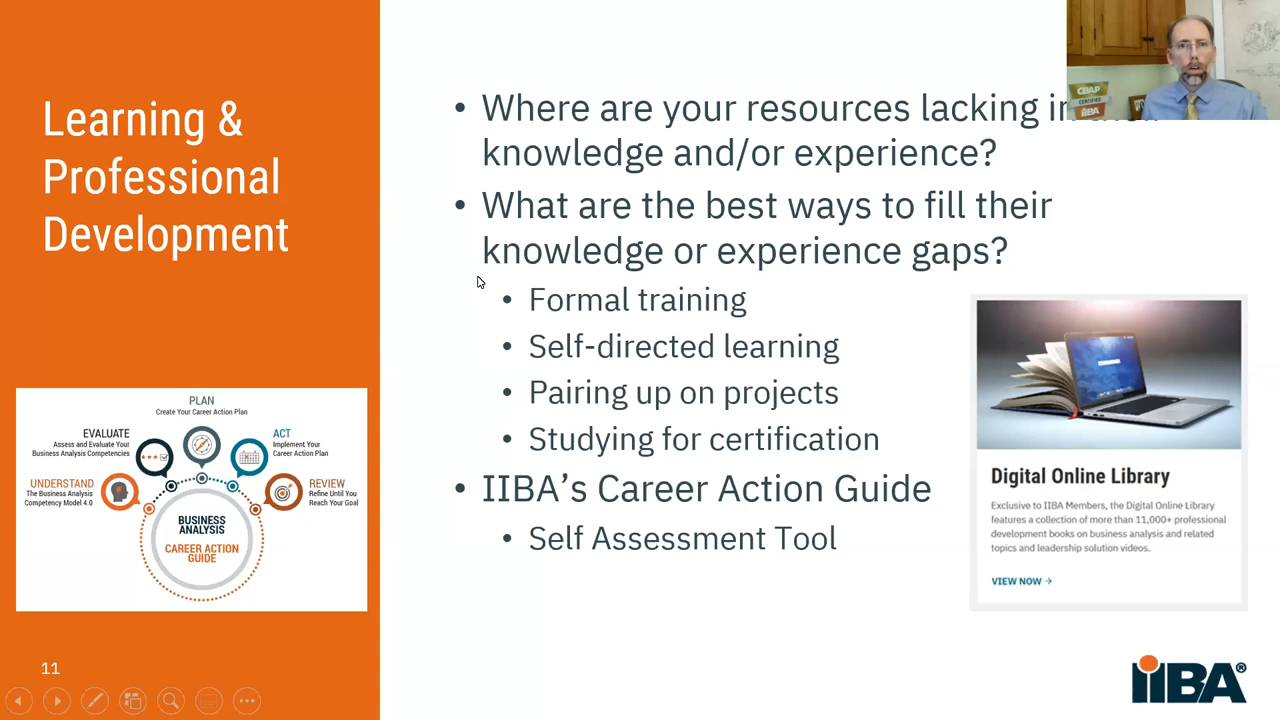 Learning &
Professional
Development
• Where are your resources lacking in
knowledge and/or experience?
• What are the best ways to fill their
knowledge or experience gaps?
• Formal training
• Self-directed learning
• Pairing up on projects
• Studying for certification
• IIBA’s Career Action Guide
• Self Assessment Tool
PLAN
Create Your Career Action Plan
EVALUATE
Assess and Evaluate Your
Business Analysis Competencies
ACT
Implement Your
Career Action Plan
UNDERSTAND
The Business Analysis
Competency Model 4.0
REVIEW
Refine Until You
Reach Your Goal
BUSINESS
ANALYSIS
CAREER ACTION
GUIDE
Digital Online Library
Exclusive to IIBA Members, the Digital Online Library
features a collection of more than 11,000+ professional
development books on business analysis and related
topics and leadership solution videos.
VIEW NOW →
CBAP
CERTIFIED
IIBA
11
IIBA®